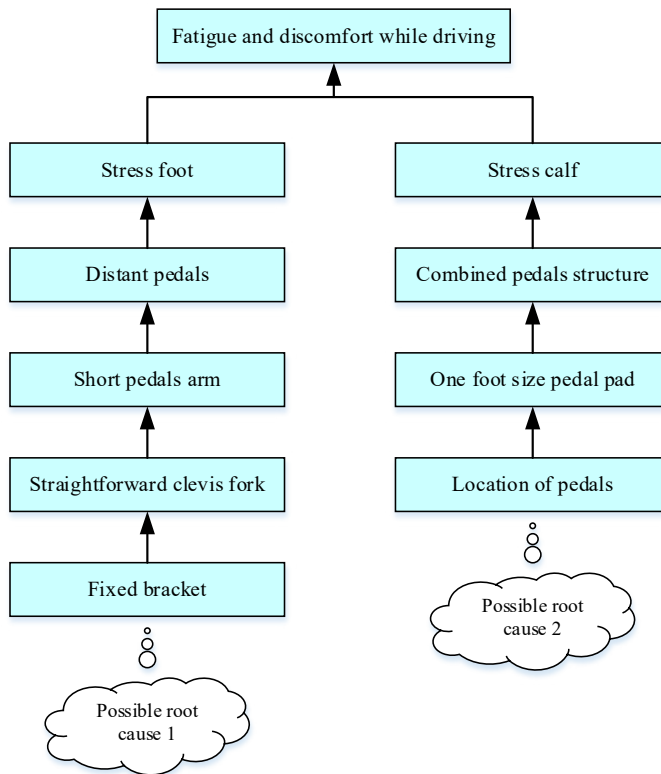 Fatigue and discomfort while driving
Stress foot
Stress calf
Distant pedals
Combined pedals structure
Short pedals arm
One foot size pedal pad
Straightforward clevis fork
Location of pedals
Fixed bracket
Possible root
cause 2
Possible root
cause 1